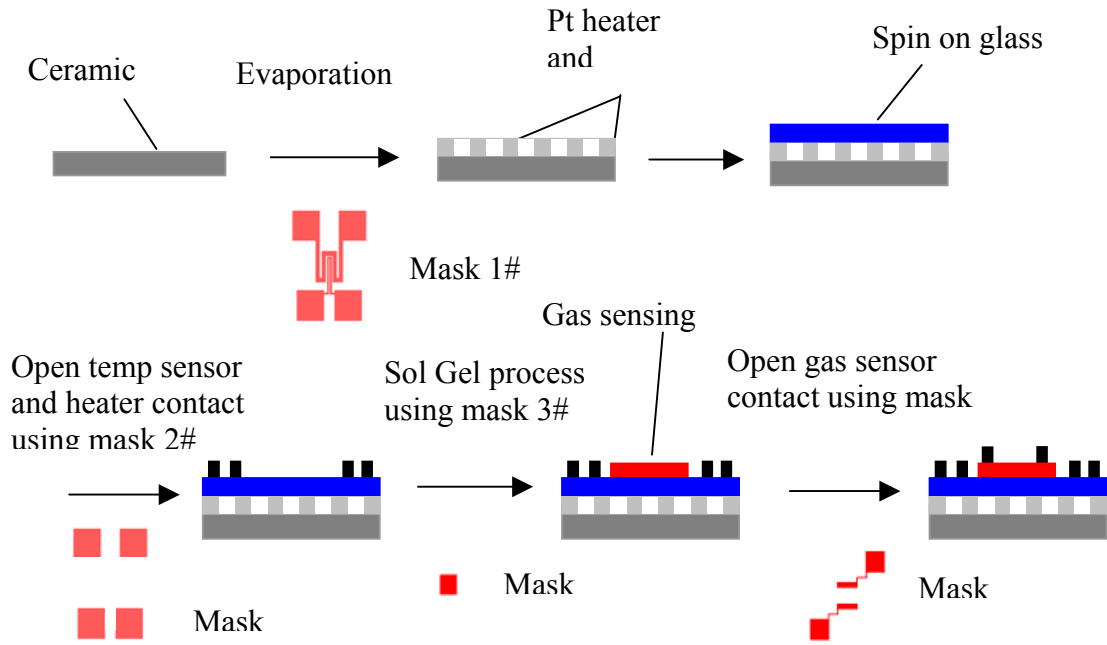 Ceramic
Evaporation
Pt heater
and
Spin on glass
Mask 1#
Gas sensing
Open temp sensor
and heater contact
using mask 2#
Sol Gel process
using mask 3#
Open gas sensor
contact using mask
Mask
Mask
Mask